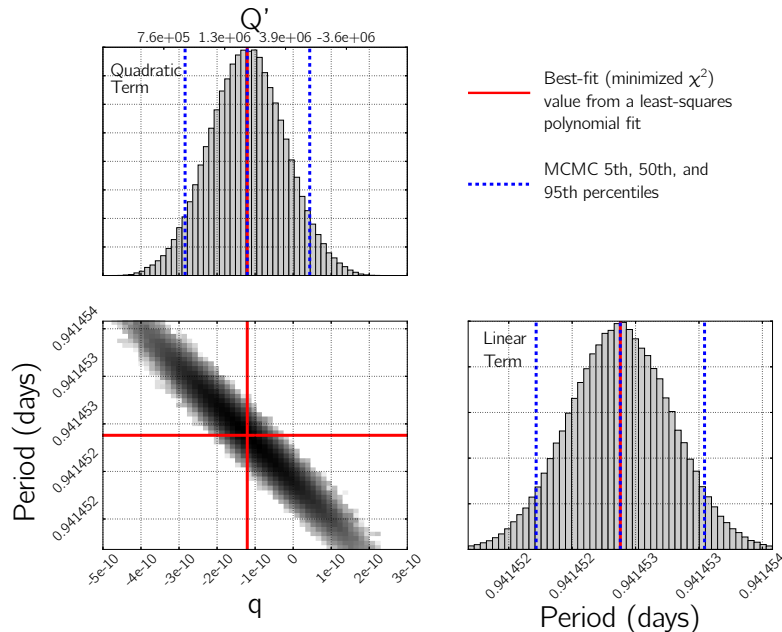 Q'
7.6e+05 1.3e+06 3.9e+06 -3.6e+06
Quadratic
Term
Best-fit (minimized χ²)
value from a least-squares
polynomial fit
MCMC 5th, 50th, and
95th percentiles
0.941454
0.941453
0.941453
0.941452
0.941452
Period (days)
-5e-10 -4e-10 -3e-10 -2e-10 -1e-10 0 1e-10 2e-10 3e-10
q
Linear
Term
0.941452 0.941452 0.941453 0.941453 0.941454
Period (days)